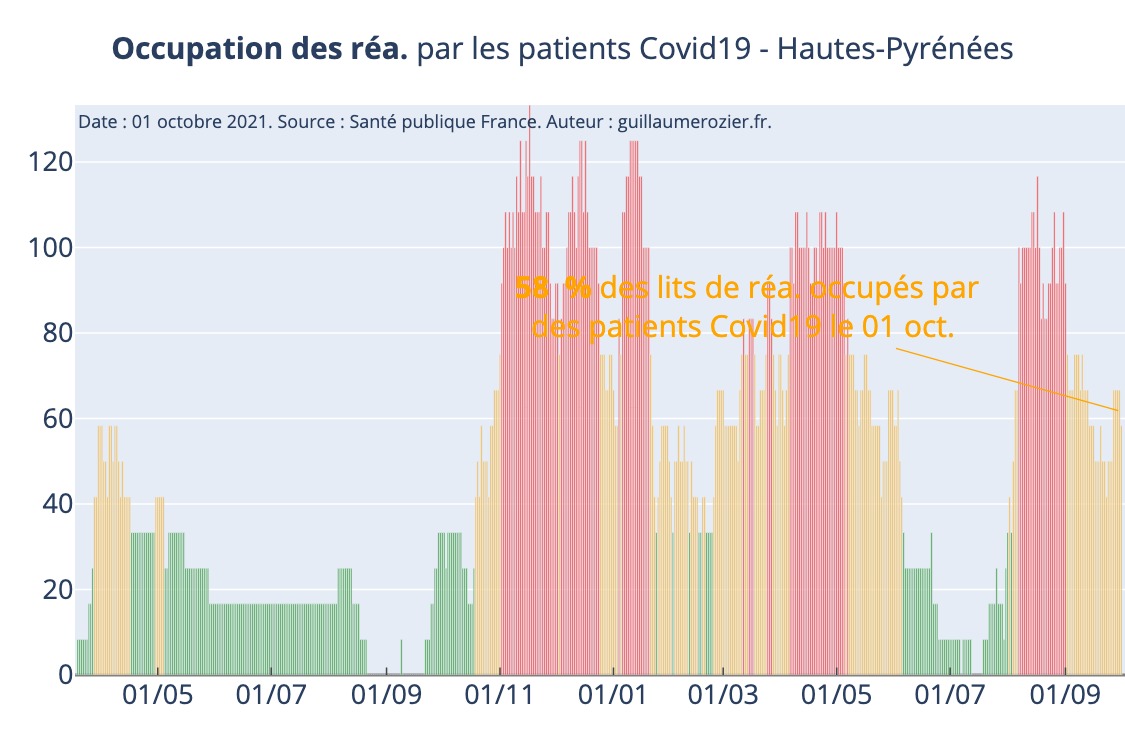 Occupation des réa. par les patients Covid19 - Hautes-Pyrénées
Date : 01 octobre 2021. Source : Santé publique France. Auteur : guillaumerozier.fr.
120
100
58 % des lits de réa. occupés par
des patients Covid19 le 01 oct.
80
60
40
20
0
01/05 01/07 01/09 01/11 01/01 01/03 01/05 01/07 01/09